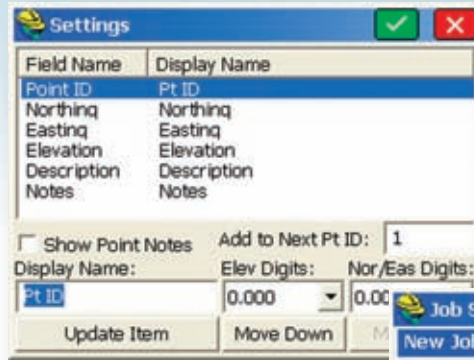 Settings
Field Name Display Name
Point ID Pt ID
Northing Northing
Easting Easting
Elevation Elevation
Description Description
Notes Notes
Show Point Notes Add to Next Pt ID: 1
Display Name: Elev Digits: Nor/Eas Digits:
Pt ID 0.000
Update Item Move Down
Job